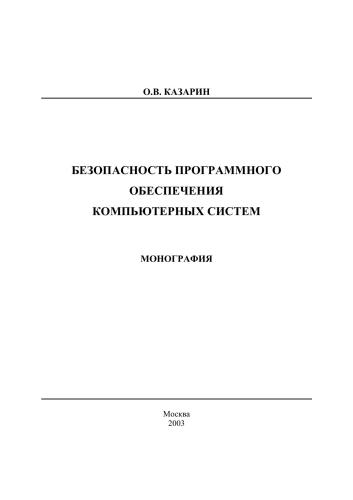 О.В. КАЗАРИН
БЕЗОПАСНОСТЬ ПРОГРАММНОГО
ОБЕСПЕЧЕНИЯ
КОМПЬЮТЕРНЫХ СИСТЕМ
МОНОГРАФИЯ
Москва
2003